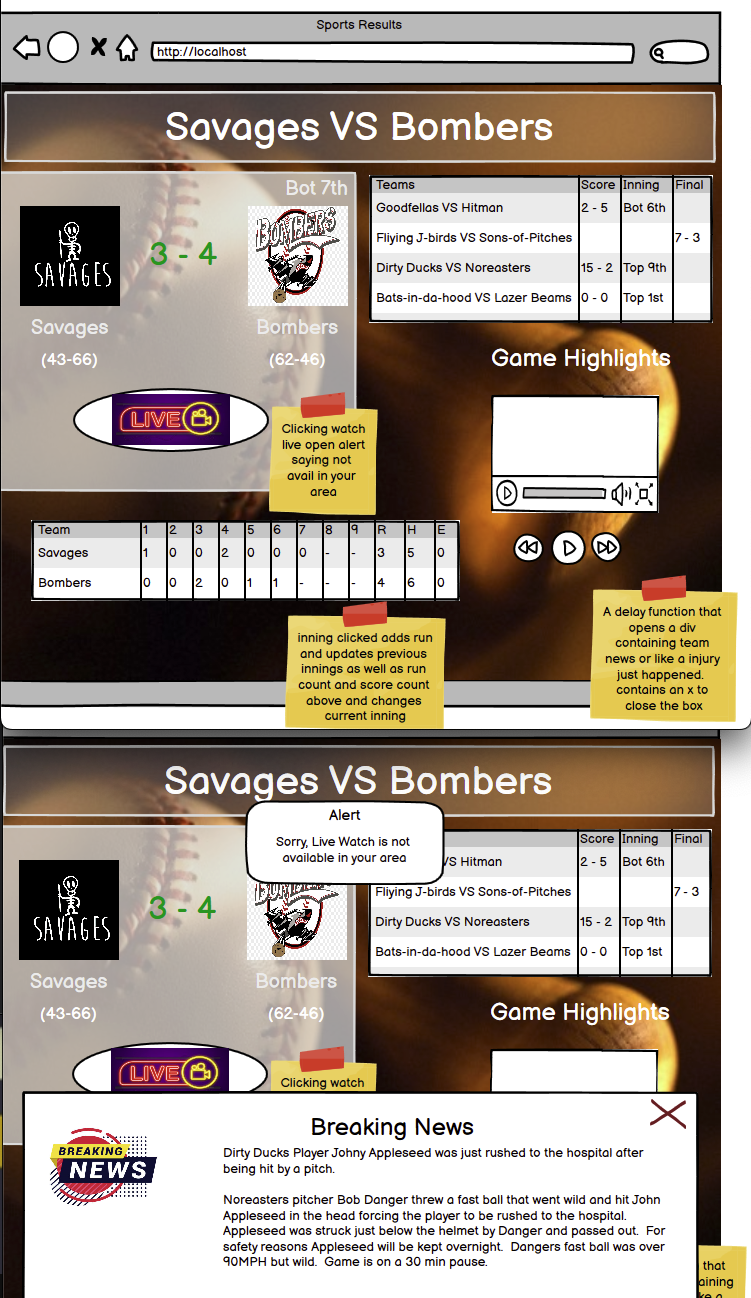 Sports Results
http://localhost
Savages VS Bombers
Bot 7th
SAVAGES
BOMBERS
3 - 4
Savages
Bombers
(43-66)
(62-46)
LIVE
Clicking watch
live open alert
saying not
avail in your
area
Teams Score Inning Final
Goodfellas VS Hitman 2 - 5 Bot 6th
Fliying J-birds VS Sons-of-Pitches 7 - 3
Dirty Ducks VS Noreasters 15 - 2 Top 9th
Bats-in-da-hood VS Lazer Beams 0 - 0 Top 1st
Game Highlights
Team 1 2 3 4 5 6 7 8 9 R H E
Savages 1 0 0 2 0 0 0 - - 3 5 0
Bombers 0 0 2 0 1 1 - - - 4 6 0
inning clicked adds run
and updates previous
innings as well as run
count and score count
above and changes
current inning
A delay function that
opens a div
containing team
news or like a injury
just happened.
contains an x to
close the box
Savages VS Bombers
Alert
Sorry, Live Watch is not
available in your area
SAVAGES
3 - 4
Savages
Bombers
(43-66)
(62-46)
LIVE
Clicking watch
Score Inning Final
VS Hitman 2 - 5 Bot 6th
Fliying J-birds VS Sons-of-Pitches 7 - 3
Dirty Ducks VS Noreasters 15 - 2 Top 9th
Bats-in-da-hood VS Lazer Beams 0 - 0 Top 1st
Game Highlights
BREAKING
NEWS
Breaking News
Dirty Ducks Player Johny Appleseed was just rushed to the hospital after
being hit by a pitch.
Noreasters pitcher Bob Danger threw a fast ball that went wild and hit John
Appleseed in the head forcing the player to be rushed to the hospital.
Appleseed was struck just below the helmet by Danger and passed out. For
safety reasons Appleseed will be kept overnight. Dangers fast ball was over
90MPH but wild. Game is on a 30 min pause.
that